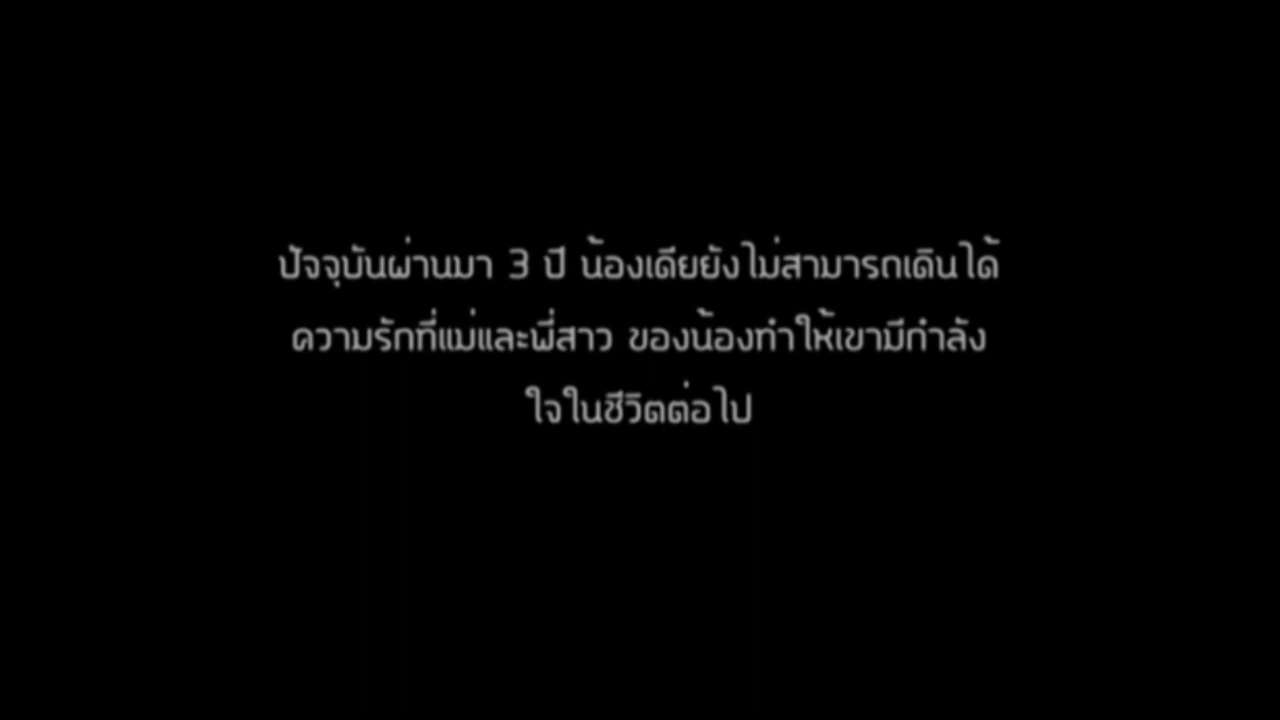 ปัจจุบันผ่านมา 3 ปี น้องเดียยังไม่สามารถเดินได้
ความรักที่แม่และพี่สาว ของน้องทำให้เขามีกำลัง
ใจในชีวิตต่อไป